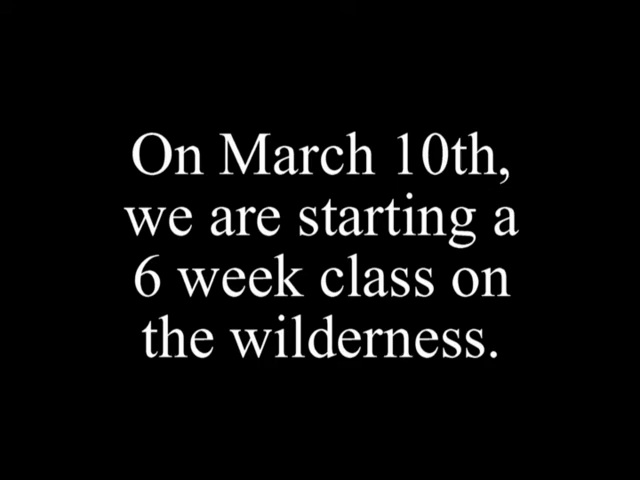 On March 10th,
we are starting a
6 week class on
the wilderness.